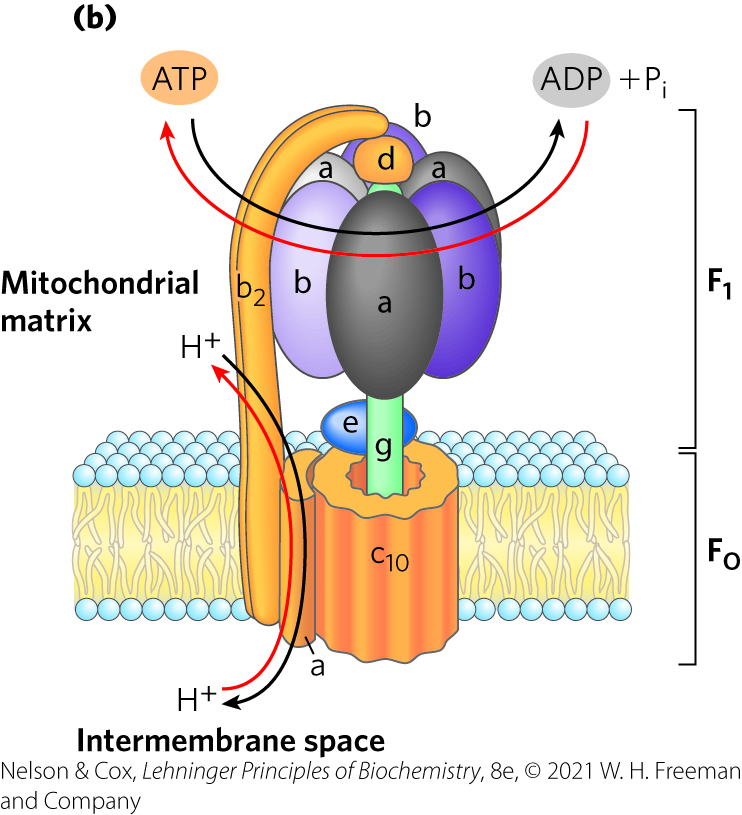 (b)
ATP
ADP + Pᵢ
b
d
a
a
b
a
b
b₂
F₁
Mitochondrial
matrix
H⁺
e
g
c₁₀
Fₒ
a
H⁺
Intermembrane space
Nelson & Cox, Lehninger Principles of Biochemistry, 8e, © 2021 W. H. Freeman
and Company